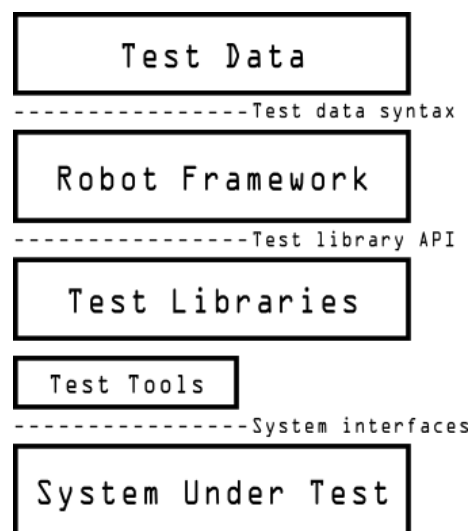 Test Data
Test data syntax
Robot Framework
Test library API
Test Libraries
Test Tools
System interfaces
System Under Test